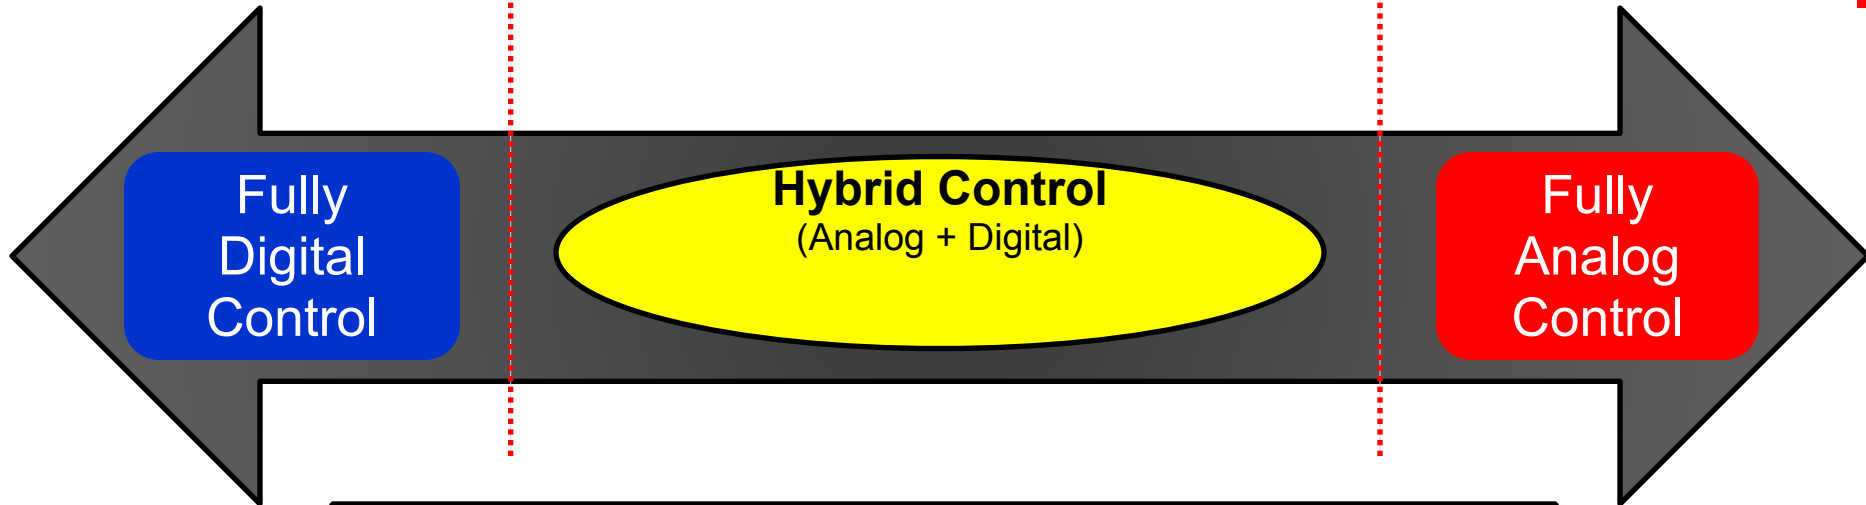 Fully
Digital
Control
Hybrid Control
(Analog + Digital)
Fully
Analog
Control